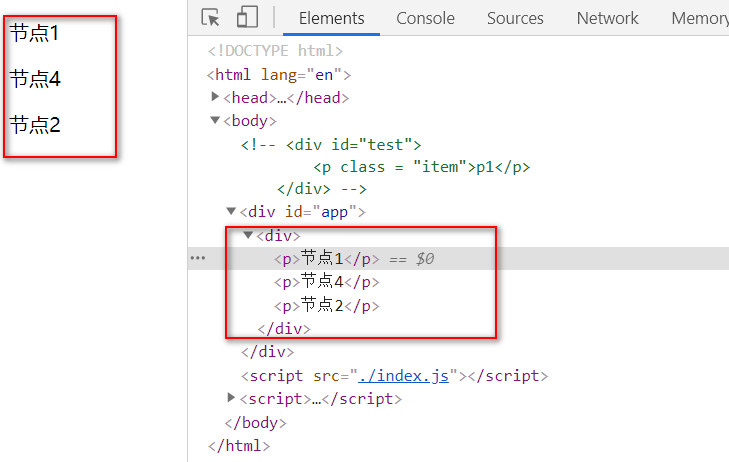 节点1
节点4
节点2
Elements Console Sources Network Memory
<!DOCTYPE html>
<html lang="en">
<head>…</head>
<body>
<!-- <div id="test">
<p class = "item">p1</p>
</div> -->
<div id="app">
<div>
… <p>节点1</p> == $0
<p>节点4</p>
<p>节点2</p>
</div>
</div>
<script src="./index.js"></script>
<script>…</script>
</body>
</html>